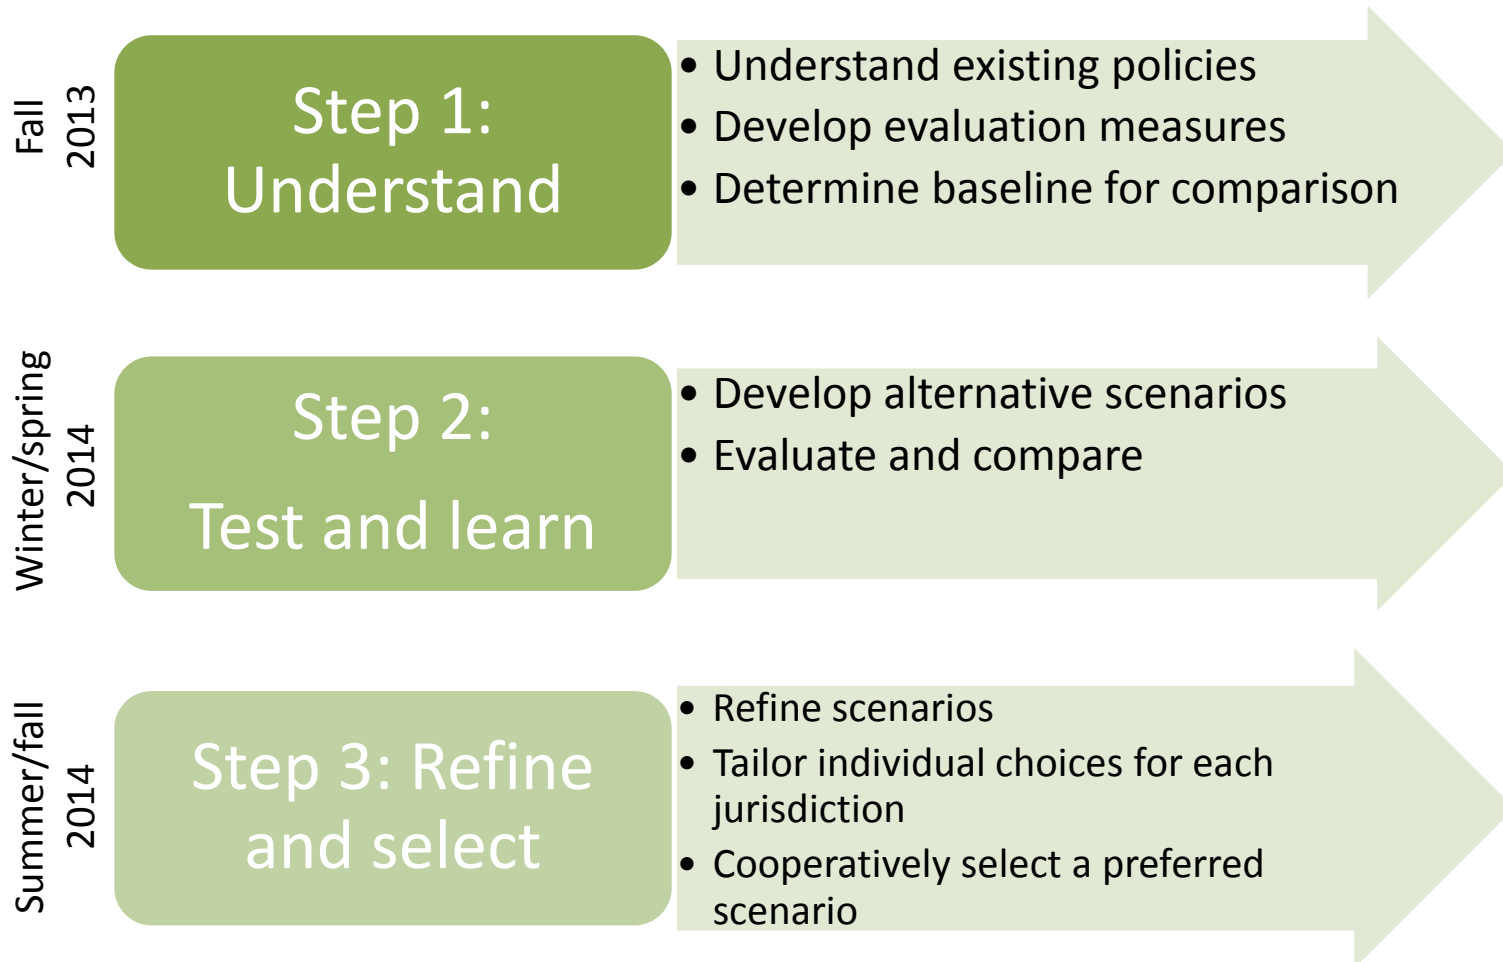 Fall
2013
Step 1:
Understand
• Understand existing policies
• Develop evaluation measures
• Determine baseline for comparison
Winter/spring
2014
Step 2:
Test and learn
• Develop alternative scenarios
• Evaluate and compare
Summer/fall
2014
Step 3: Refine
and select
• Refine scenarios
• Tailor individual choices for each
jurisdiction
• Cooperatively select a preferred
scenario